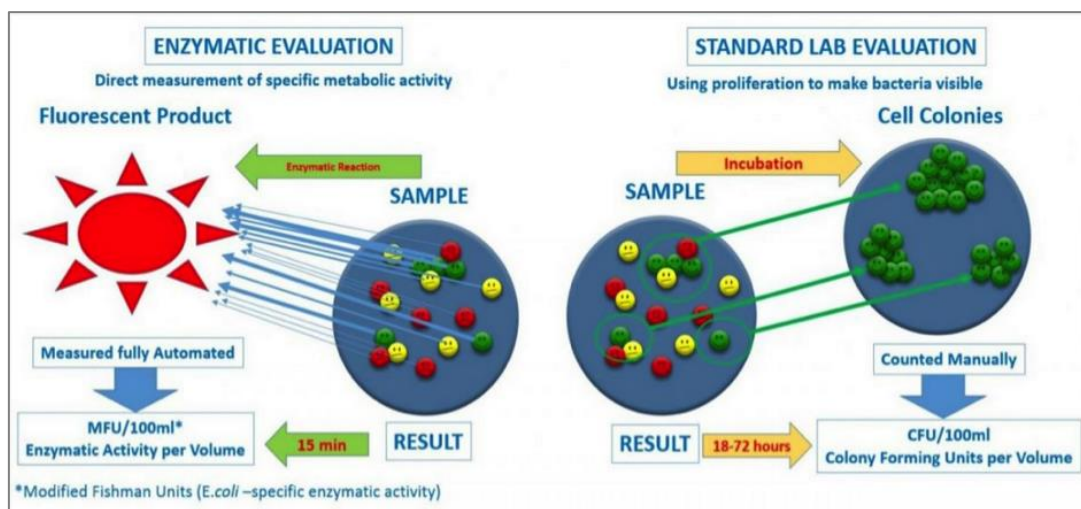 ENZYMATIC EVALUATION
Direct measurement of specific metabolic activity
Fluorescent Product
Enzymatic Reaction
SAMPLE
Measured fully Automated
MFU/100ml*
Enzymatic Activity per Volume
15 min
RESULT
*Modified Fishman Units (E.coli –specific enzymatic activity)
STANDARD LAB EVALUATION
Using proliferation to make bacteria visible
Cell Colonies
Incubation
SAMPLE
Counted Manually
RESULT
18-72 hours
CFU/100ml
Colony Forming Units per Volume